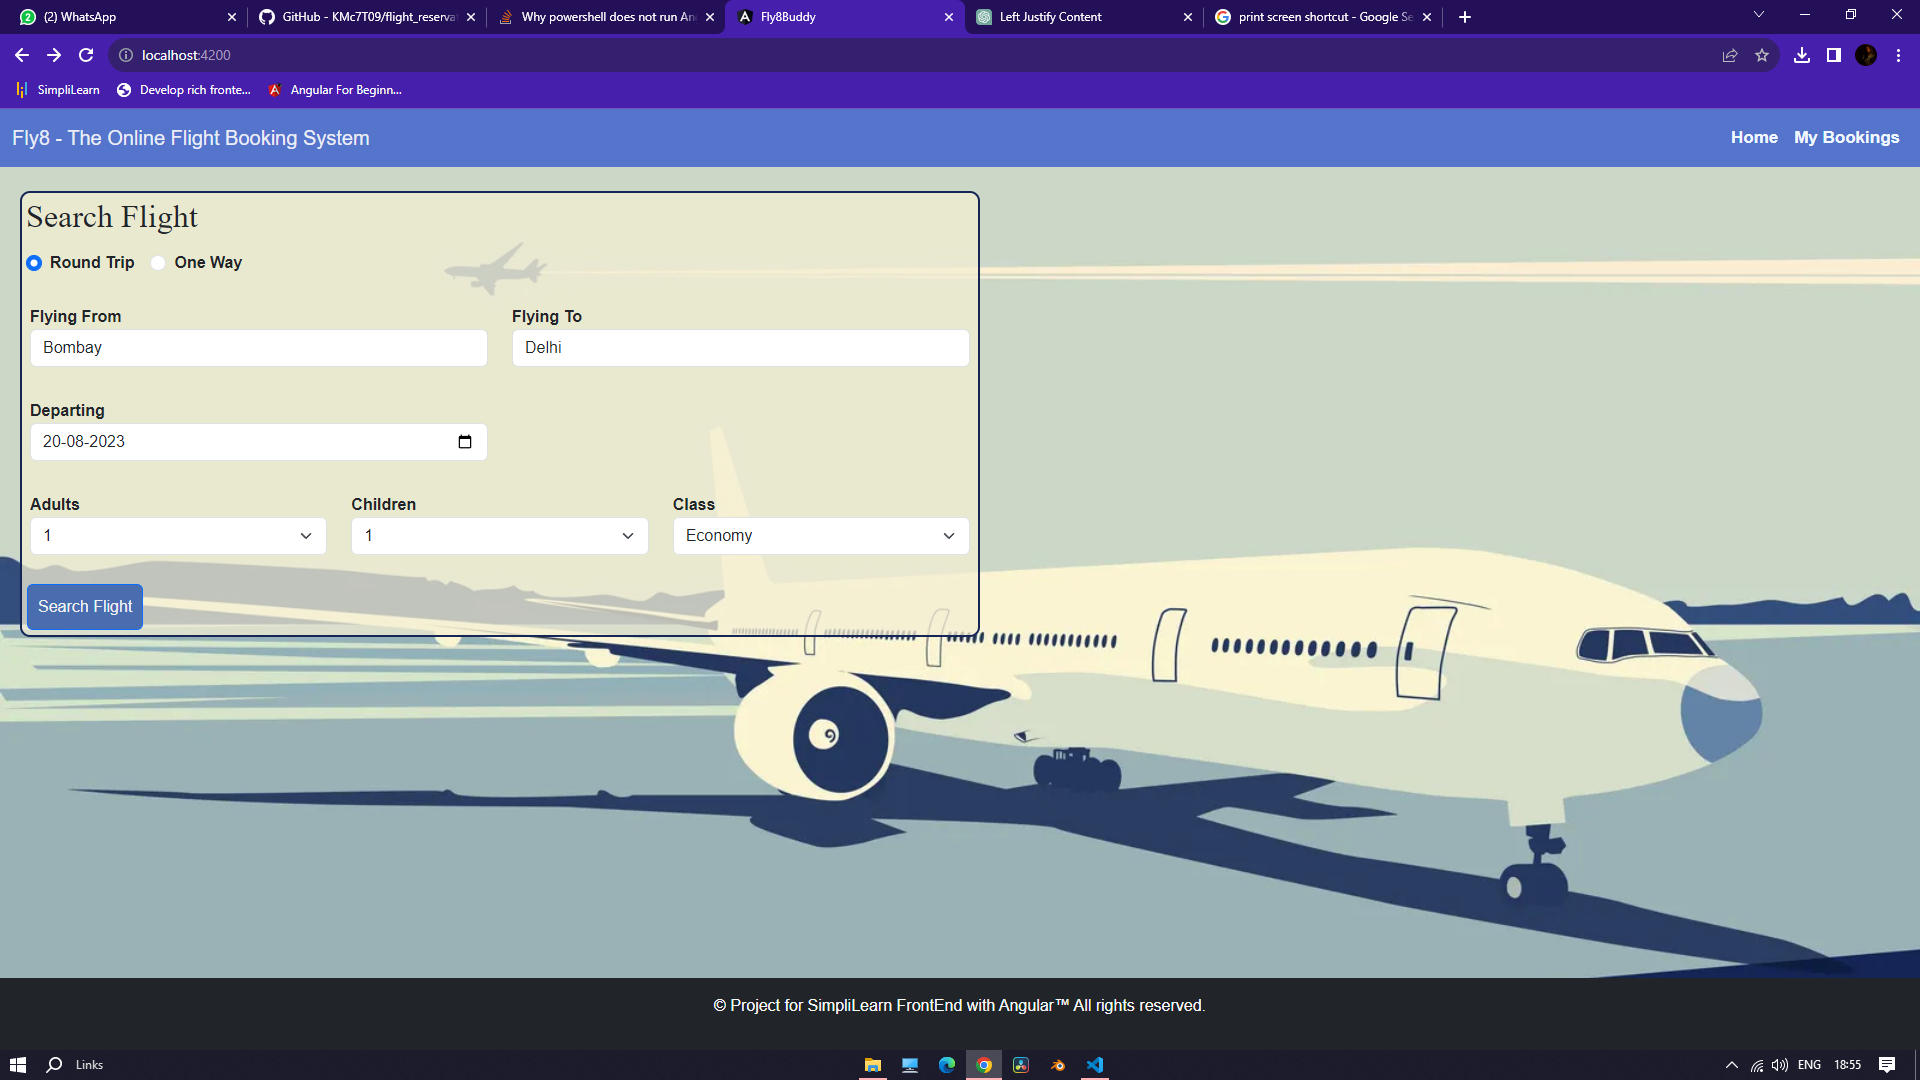 (2) WhatsApp
GitHub - KMc7T09/flight_reserva
Why powershell does not run An
Fly8Buddy
Left Justify Content
print screen shortcut - Google Se
localhost:4200
SimpliLearn
Develop rich fronte...
Angular For Beginn...
Fly8 - The Online Flight Booking System
Home
My Bookings
Search Flight
Round Trip
One Way
Flying From
Flying To
Bombay
Delhi
Departing
20-08-2023
Adults
Children
Class
1
1
Economy
Search Flight
© Project for SimpliLearn FrontEnd with Angular™ All rights reserved.
Links
ENG
18:55